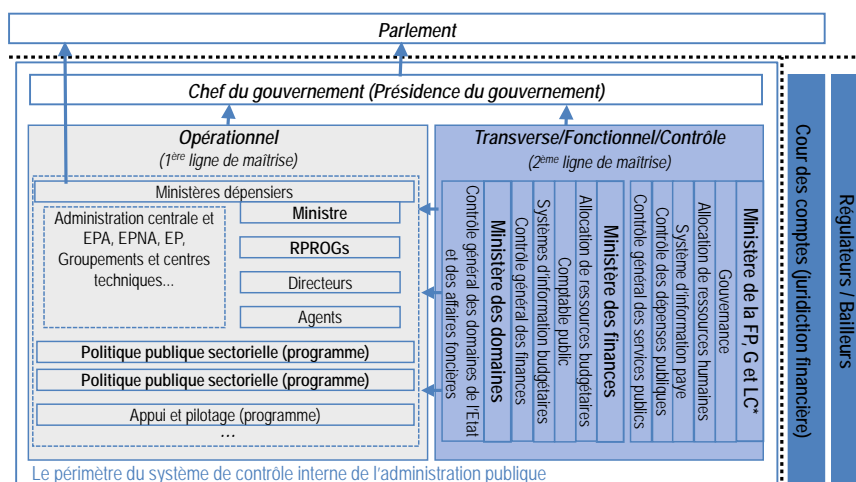 Parlement
Chef du gouvernement (Présidence du gouvernement)
Opérationnel
(1ère ligne de maîtrise)
Ministères dépensiers
Administration centrale et
EPA, EPNA, EP,
Groupements et centres
techniques...
Ministre
RPROGs
Directeurs
Agents
Politique publique sectorielle (programme)
Politique publique sectorielle (programme)
Appui et pilotage (programme)
...
Transverse/Fonctionnel/Contrôle
(2ème ligne de maîtrise)
Contrôle général des domaines de l'Etat
et des affaires foncières
Ministère des domaines
Contrôle général des finances
Systèmes d'information budgétaires
Comptable public
Allocation de ressources budgétaires
Ministère des finances
Contrôle général des services publics
Contrôle des dépenses publiques
Système d'information paye
Allocation de ressources humaines
Gouvernance
Ministère de la FP, G et LC*
Cour des comptes (juridiction financière)
Régulateurs / Bailleurs
Le périmètre du système de contrôle interne de l'administration publique